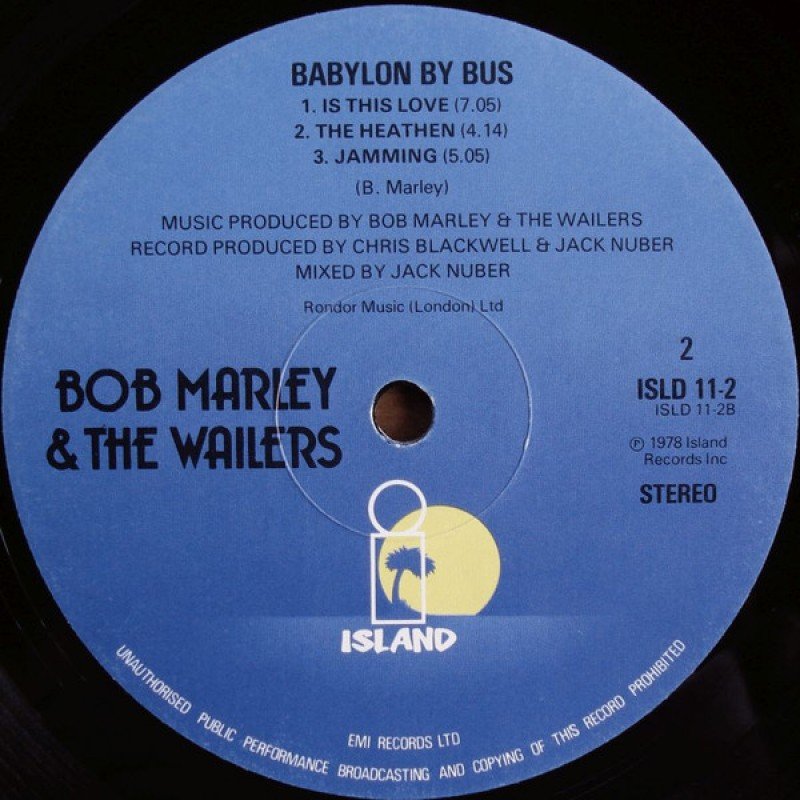 BABYLON BY BUS
1. IS THIS LOVE (7.05)
2. THE HEATHEN (4.14)
3. JAMMING (5.05)
(B. Marley)
MUSIC PRODUCED BY BOB MARLEY & THE WAILERS
RECORD PRODUCED BY CHRIS BLACKWELL & JACK NUBER
MIXED BY JACK NUBER
Rondor Music (London) Ltd
BOB MARLEY
& THE WAILERS
2
ISLD 11-2
ISLD 11-2B
℗ 1978 Island
Records Inc
STEREO
ISLAND
EMI RECORDS LTD
UNAUTHORISED PUBLIC PERFORMANCE BROADCASTING AND COPYING OF THIS RECORD PROHIBITED